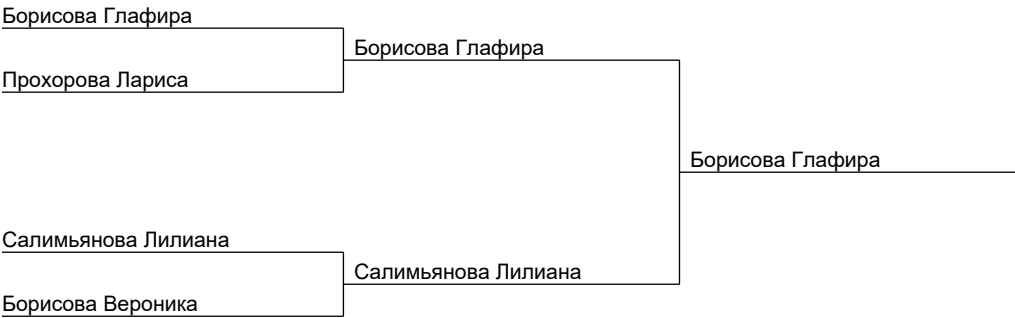 Борисова Глафира
Борисова Глафира
Прохорова Лариса
Борисова Глафира
Салимьянова Лилиана
Салимьянова Лилиана
Борисова Вероника